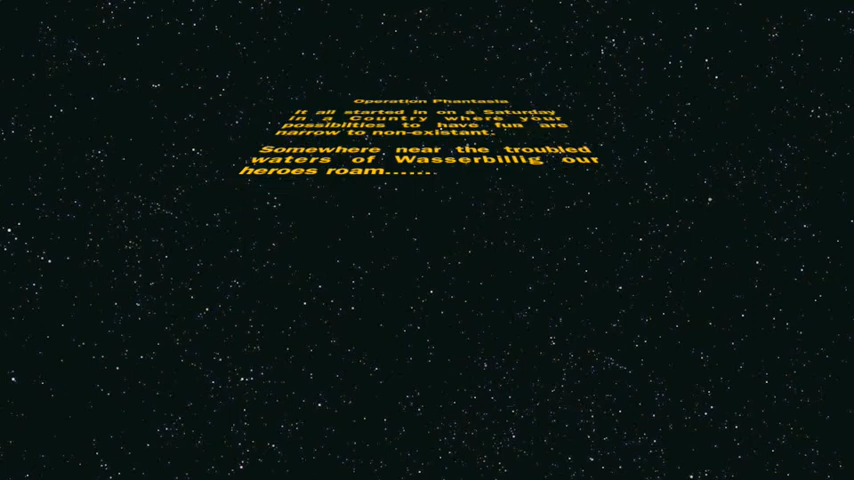 Operation Phantasia
It all started in on a Saturday
in a Country where your
possibilties to have fun are
narrow to non-existant.
Somewhere near the troubled
waters of Wasserbillig our
heroes roam.......